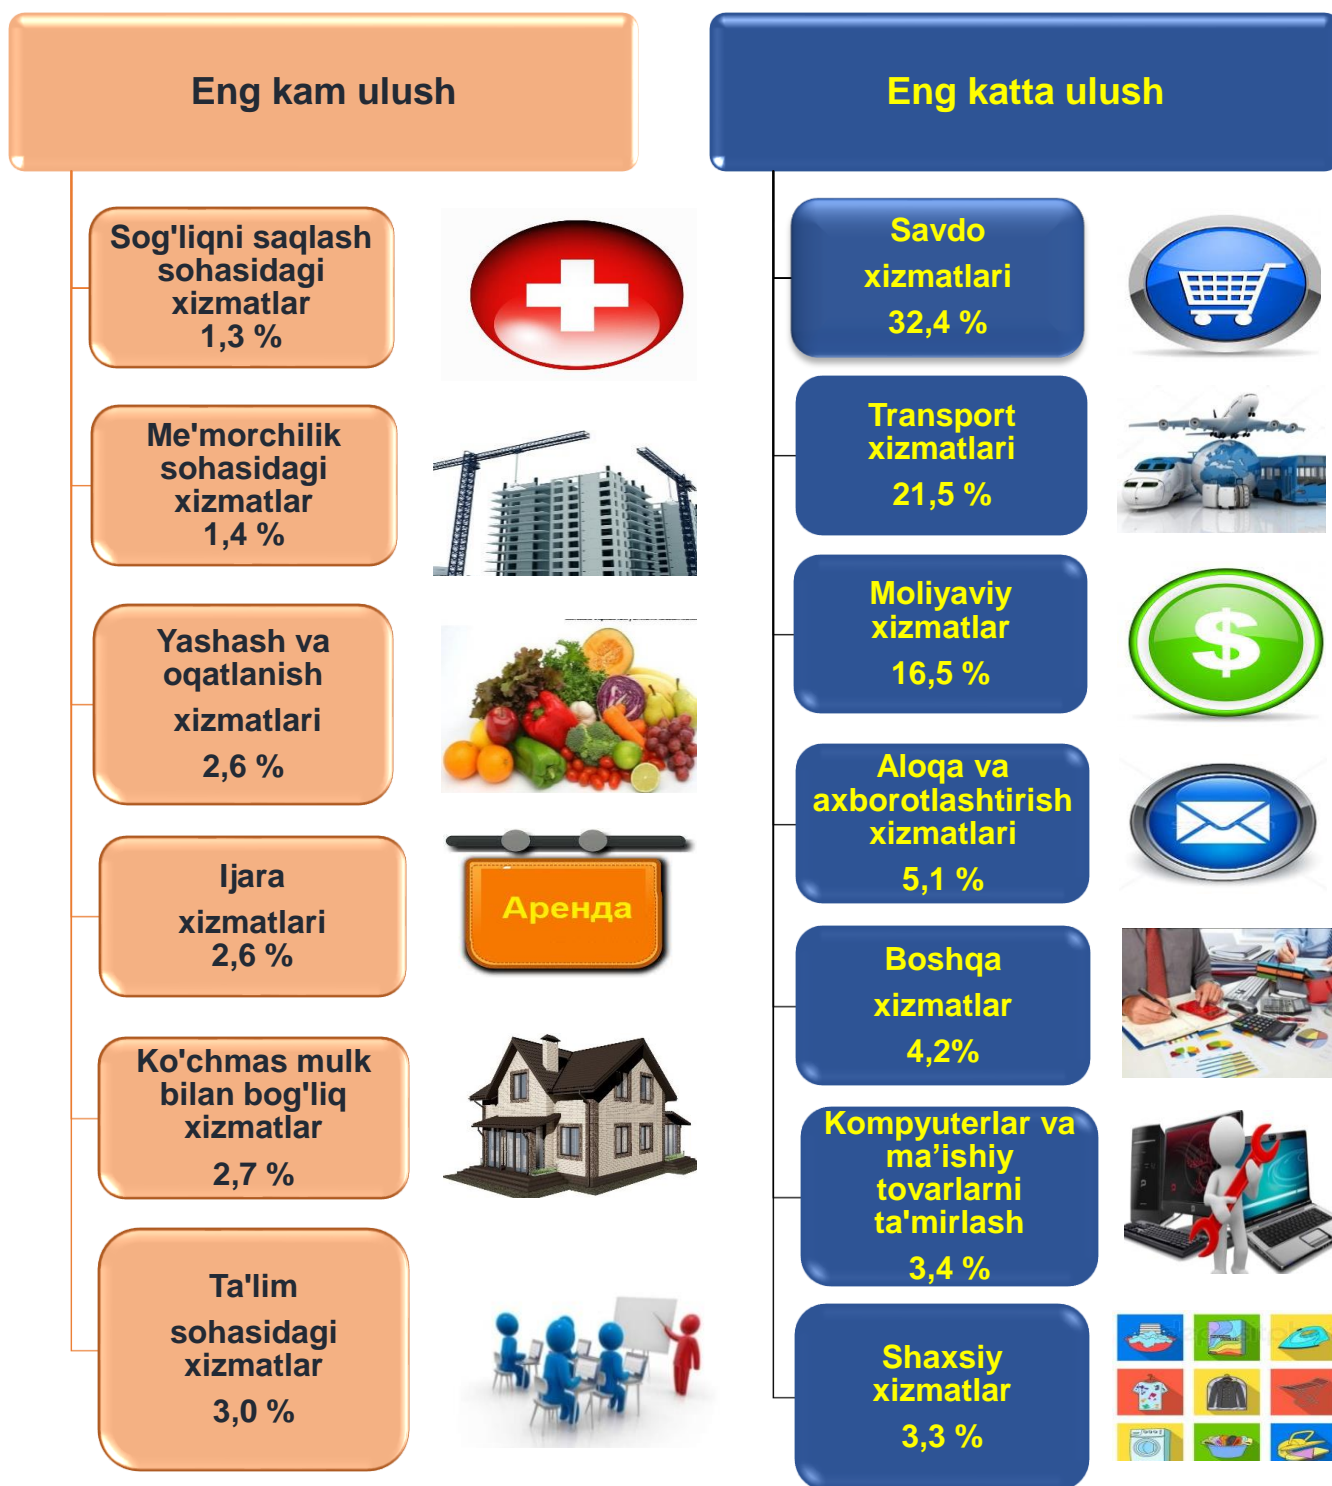 Eng kam ulush
Sog'liqni saqlash
sohasidagi
xizmatlar
1,3 %
Me'morchilik
sohasidagi
xizmatlar
1,4 %
Yashash va
oqatlanish
xizmatlari
2,6 %
Ijara
xizmatlari
2,6 %
Аренда
Ko'chmas mulk
bilan bog'liq
xizmatlar
2,7 %
Ta'lim
sohasidagi
xizmatlar
3,0 %
Eng katta ulush
Savdo
xizmatlari
32,4 %
Transport
xizmatlari
21,5 %
Moliyaviy
xizmatlar
16,5 %
Aloqa va
axborotlashtirish
xizmatlari
5,1 %
Boshqa
xizmatlar
4,2%
Kompyuterlar va
ma’ishiy
tovarlarni
ta'mirlash
3,4 %
Shaxsiy
xizmatlar
3,3 %